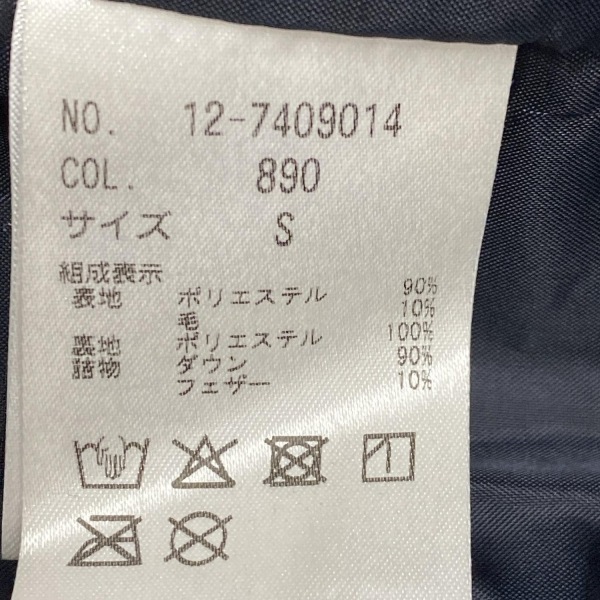 NO. 12-7409014
COL. 890
サイズ S
組成表示
表地 ポリエステル 90%
毛 10%
裏地 ポリエステル 100%
詰物 ダウン 90%
フェザー 10%